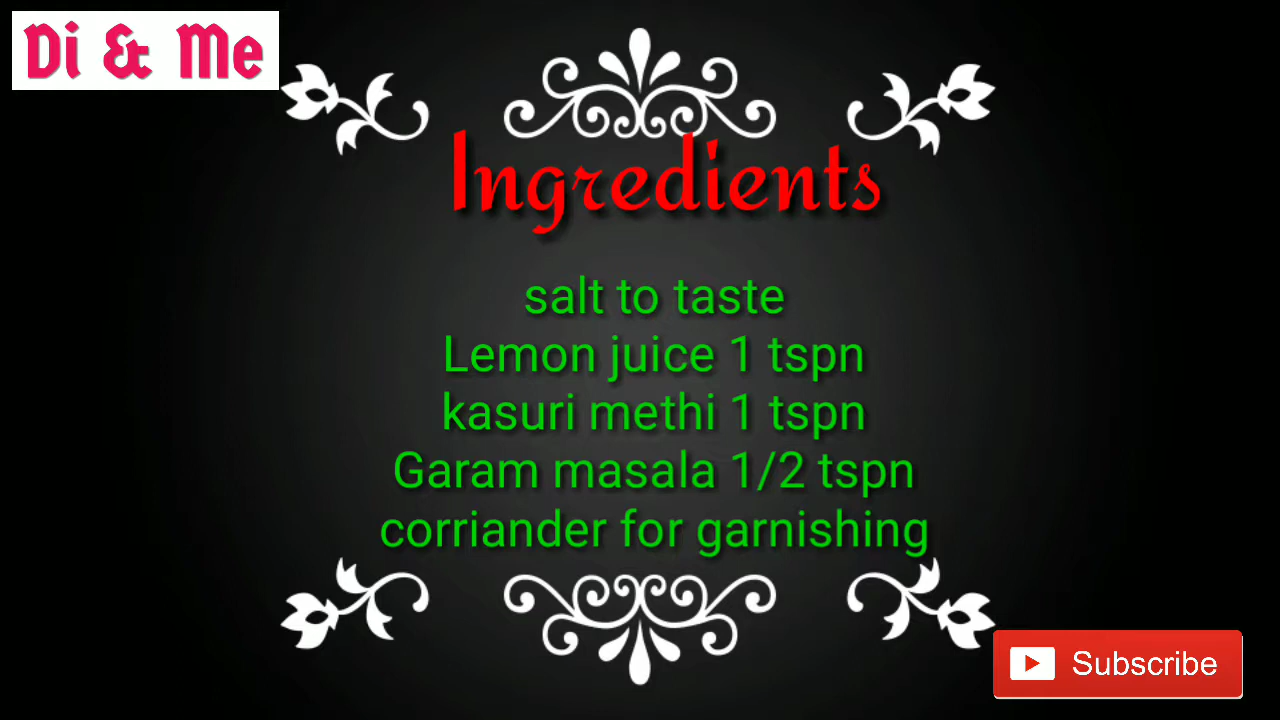 Di & Me
Ingredients
salt to taste
Lemon juice 1 tspn
kasuri methi 1 tspn
Garam masala 1/2 tspn
corriander for garnishing
Subscribe